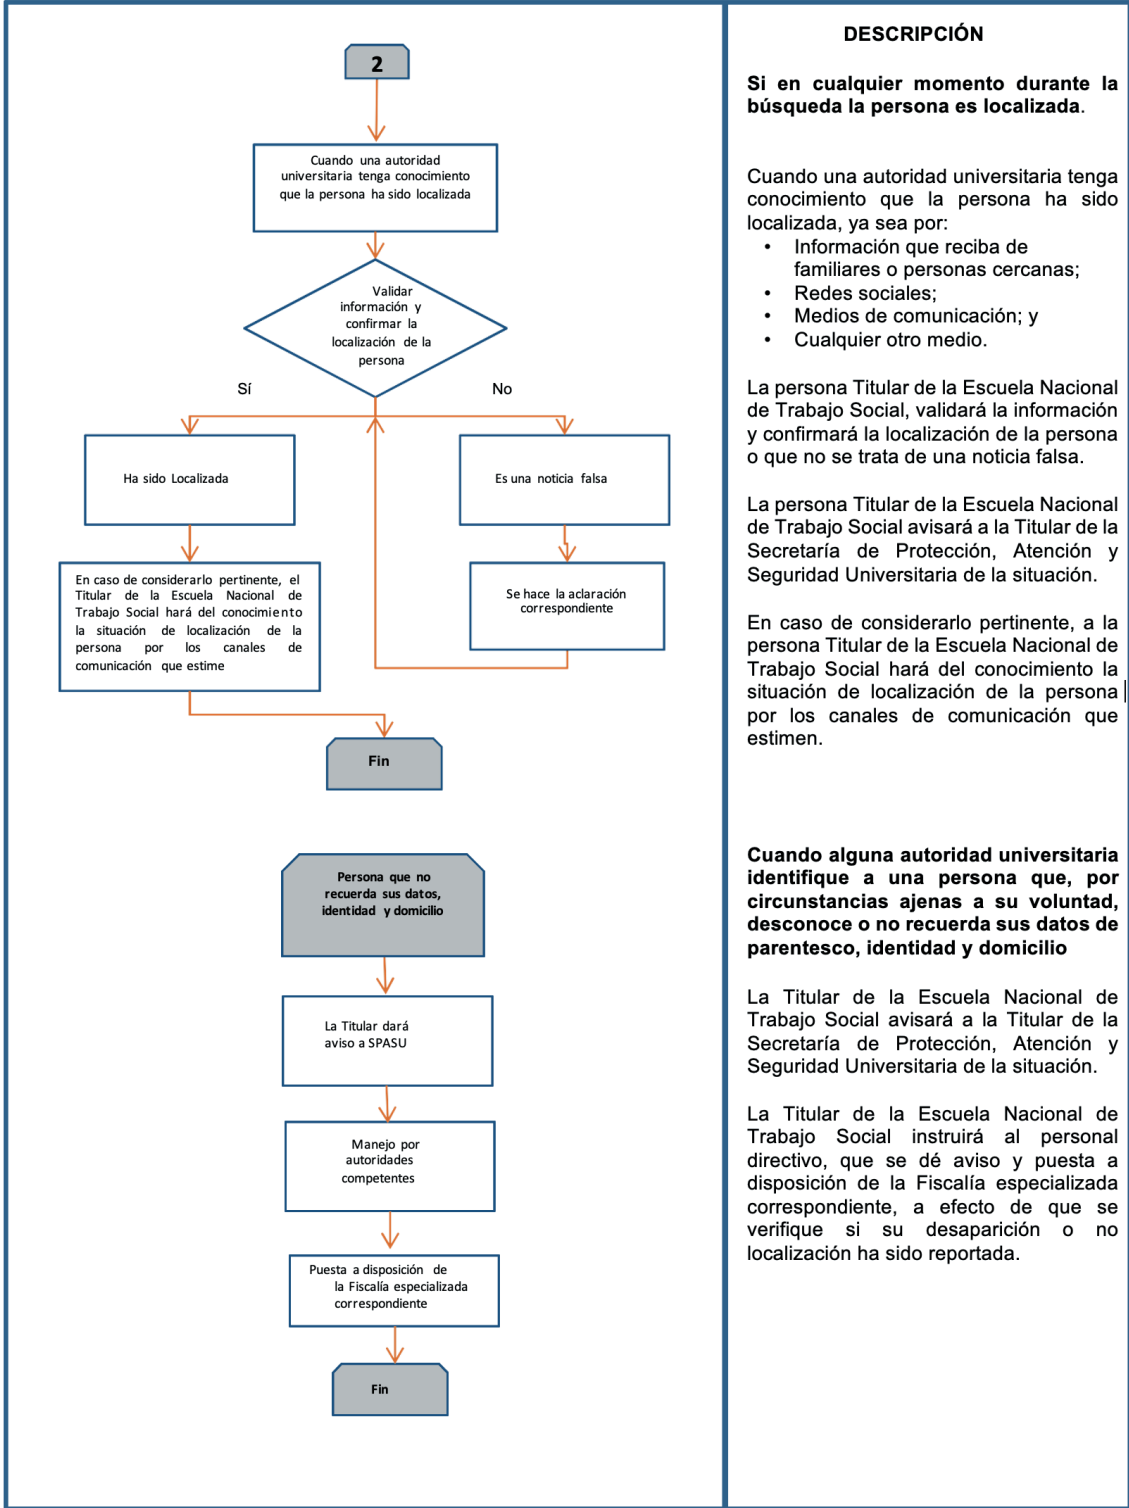 2
Cuando una autoridad
universitaria tenga conocimiento
que la persona ha sido localizada
Validar
información y
confirmar la
localización de la
persona
Sí
No
Ha sido Localizada
Es una noticia falsa
En caso de considerarlo pertinente, el
Titular de la Escuela Nacional de
Trabajo Social hará del conocimiento
la situación de localización de la
persona por los canales de
comunicación que estime
Se hace la aclaración
correspondiente
Fin
Persona que no
recuerda sus datos,
identidad y domicilio
La Titular dará
aviso a SPASU
Manejo por
autoridades
competentes
Puesta a disposición de
la Fiscalía especializada
correspondiente
Fin
DESCRIPCIÓN
Si en cualquier momento durante la
búsqueda la persona es localizada.
Cuando una autoridad universitaria tenga
conocimiento que la persona ha sido
localizada, ya sea por:
• Información que reciba de
familiares o personas cercanas;
• Redes sociales;
• Medios de comunicación; y
• Cualquier otro medio.
La persona Titular de la Escuela Nacional
de Trabajo Social, validará la información
y confirmará la localización de la persona
o que no se trata de una noticia falsa.
La persona Titular de la Escuela Nacional
de Trabajo Social avisará a la Titular de la
Secretaría de Protección, Atención y
Seguridad Universitaria de la situación.
En caso de considerarlo pertinente, a la
persona Titular de la Escuela Nacional de
Trabajo Social hará del conocimiento la
situación de localización de la persona
por los canales de comunicación que
estimen.
Cuando alguna autoridad universitaria
identifique a una persona que, por
circunstancias ajenas a su voluntad,
desconoce o no recuerda sus datos de
parentesco, identidad y domicilio
La Titular de la Escuela Nacional de
Trabajo Social avisará a la Titular de la
Secretaría de Protección, Atención y
Seguridad Universitaria de la situación.
La Titular de la Escuela Nacional de
Trabajo Social instruirá al personal
directivo, que se dé aviso y puesta a
disposición de la Fiscalía especializada
correspondiente, a efecto de que se
verifique si su desaparición o no
localización ha sido reportada.